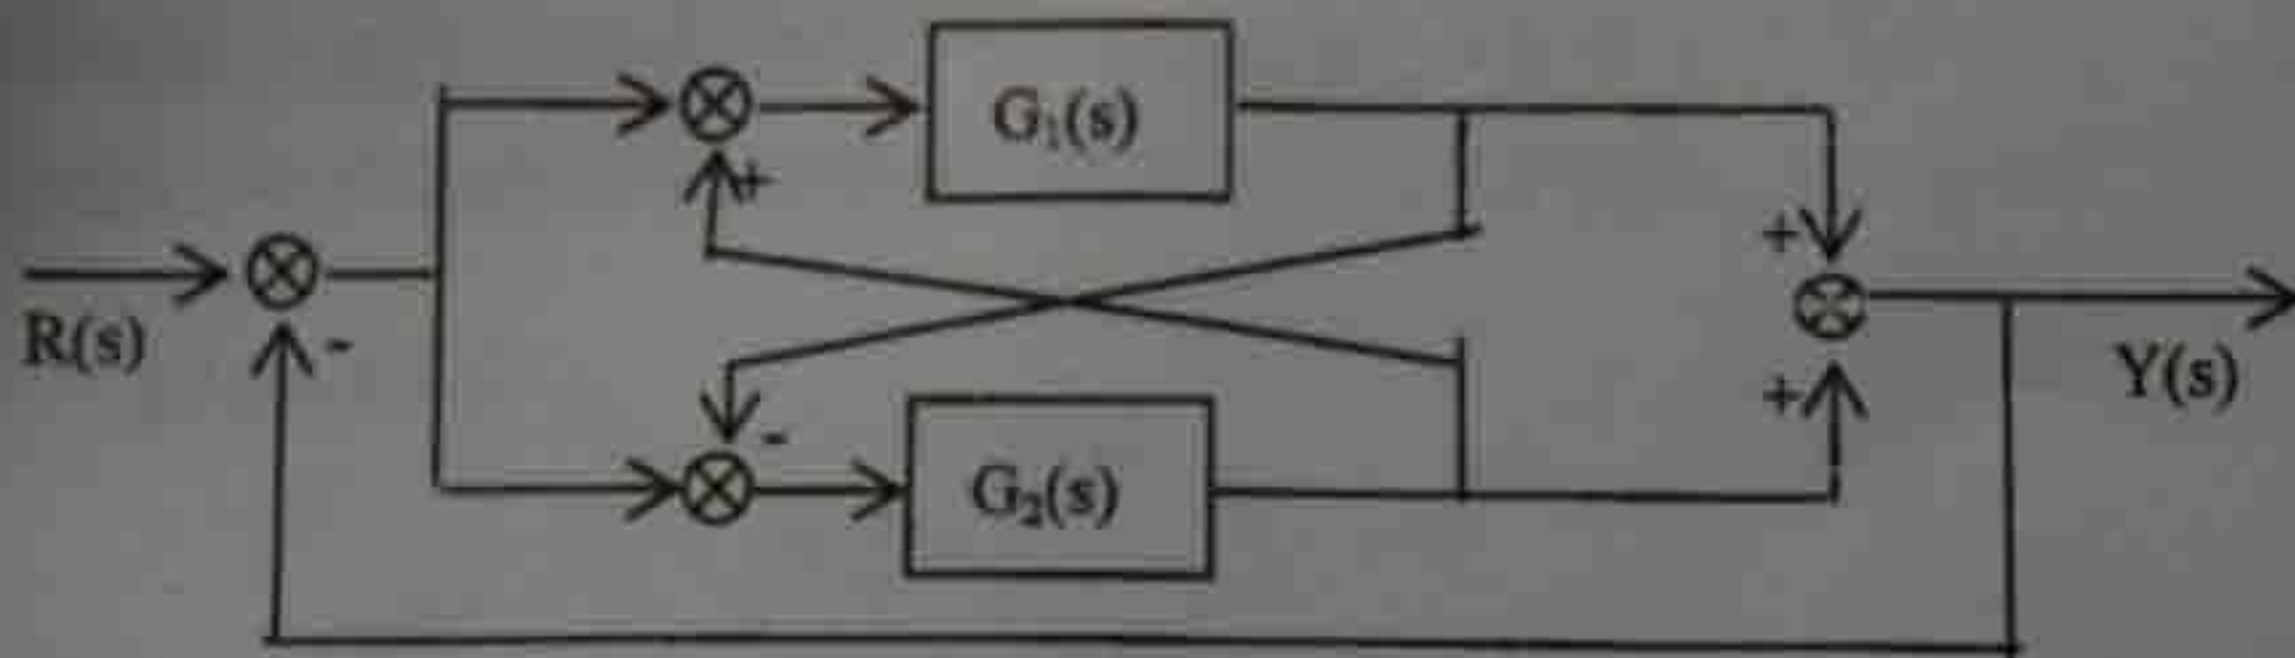 G₁(s)
+
R(s)
-
+
-
+
Y(s)
G₂(s)